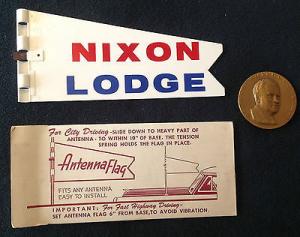 NIXON
LODGE
For City Driving-SLIDE DOWN TO HEAVY PART OF
ANTENNA - TO WITHIN 10" OF BASE. THE TENSION
SPRING HOLDS THE FLAG IN PLACE.
AntennaFlag
FITS ANY ANTENNA
EASY TO INSTALL
IMPORTANT: For Fast Highway Driving-
SET ANTENNA FLAG 6" FROM BASE, TO AVOID VIBRATION